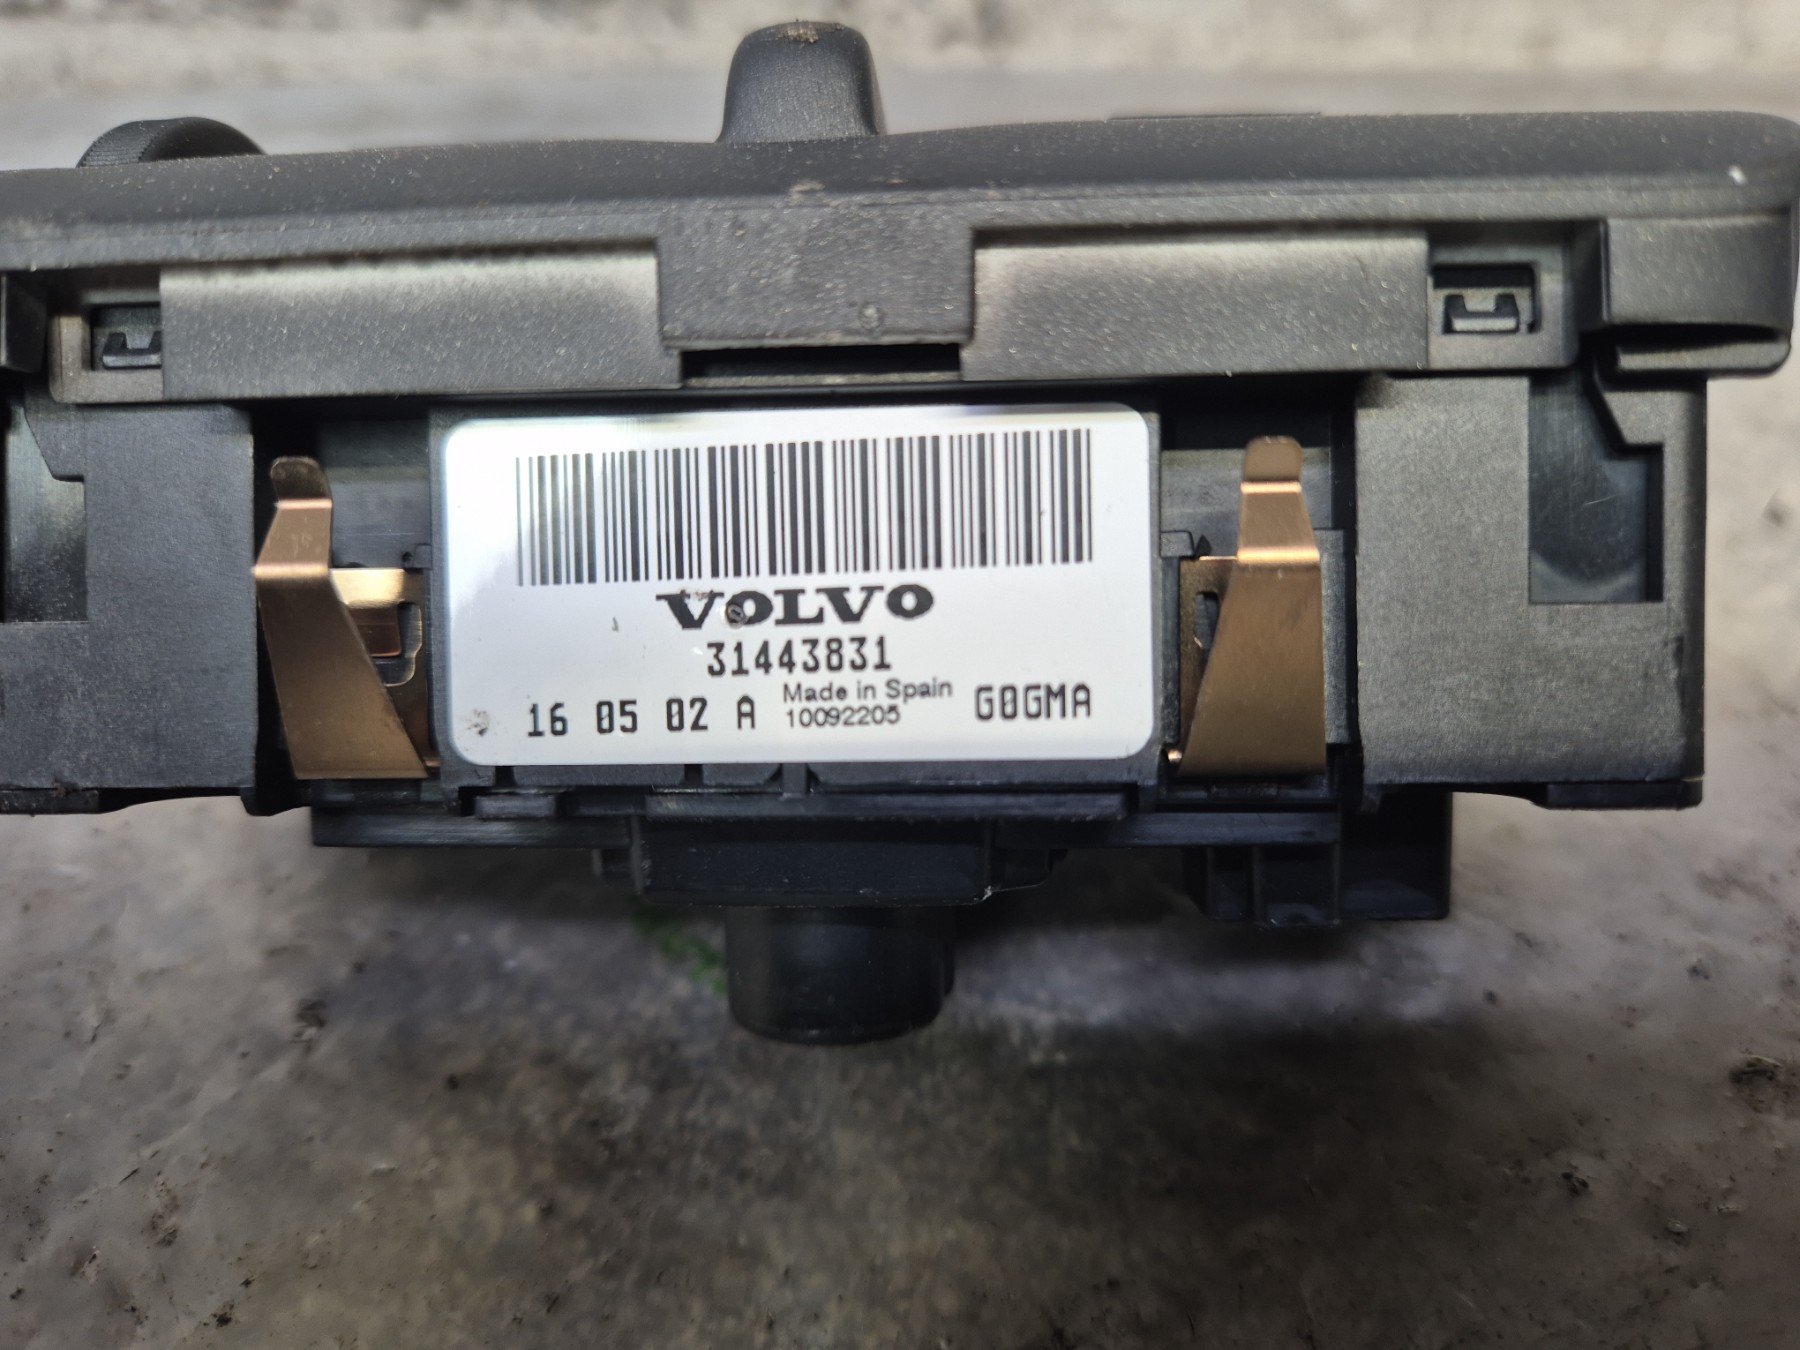 VOLVO
31443831
16 05 02 A Made in Spain G0GMA
10092205